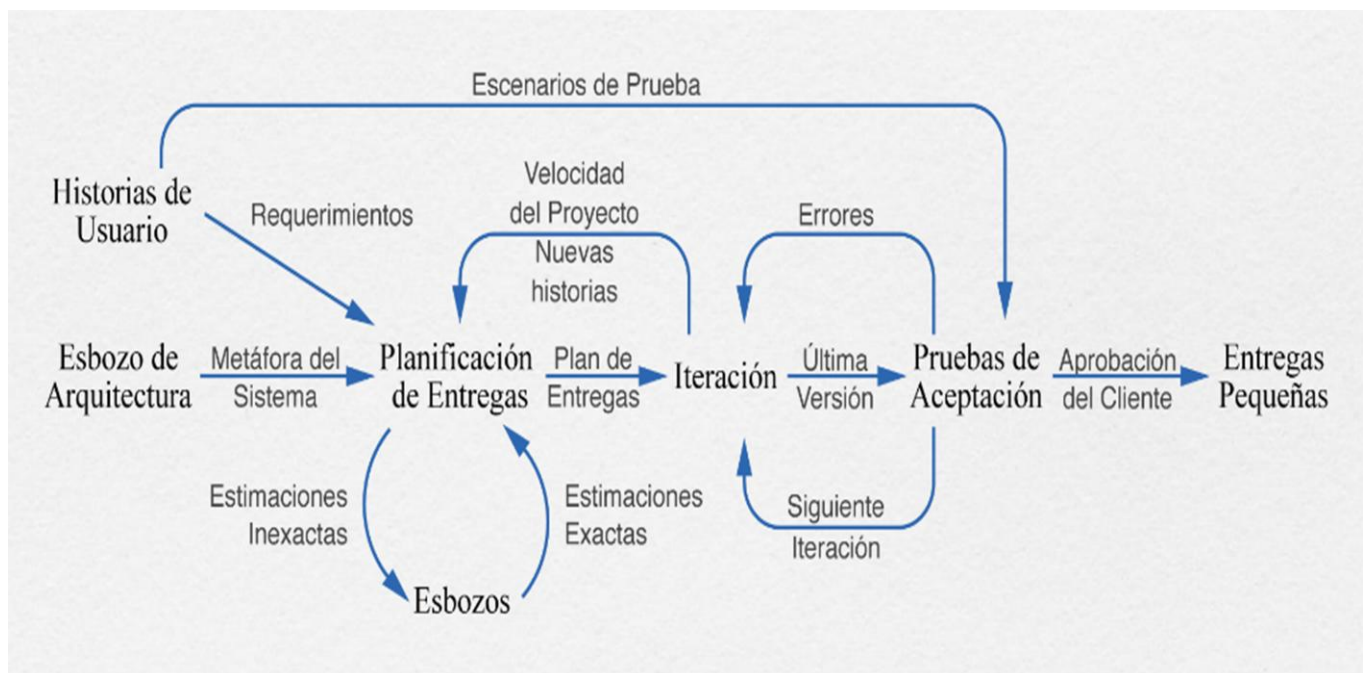 Escenarios de Prueba
Historias de
Usuario
Requerimientos
Velocidad
del Proyecto
Nuevas
historias
Errores
Esbozo de
Arquitectura
Metáfora del
Sistema
Planificación
de Entregas
Plan de
Entregas
Iteración
Última
Versión
Pruebas de
Aceptación
Aprobación
del Cliente
Entregas
Pequeñas
Estimaciones
Inexactas
Estimaciones
Exactas
Siguiente
Iteración
Esbozos